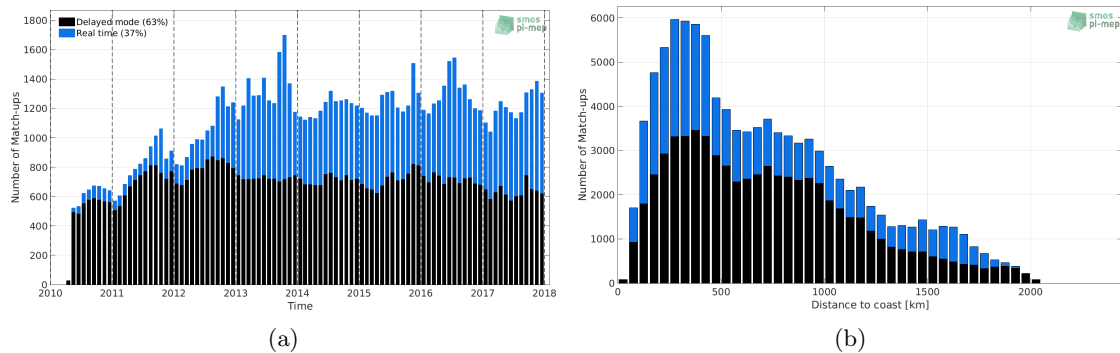 1800
1600
1400
1200
1000
800
600
400
200
0
Number of Match-ups
Delayed mode (63%)
Real time (37%)
smos
pi-mep
2010 2011 2012 2013 2014 2015 2016 2017 2018
Time
(a)
6000
5000
4000
3000
2000
1000
0
Number of Match-ups
smos
pi-mep
0 500 1000 1500 2000
Distance to coast [km]
(b)